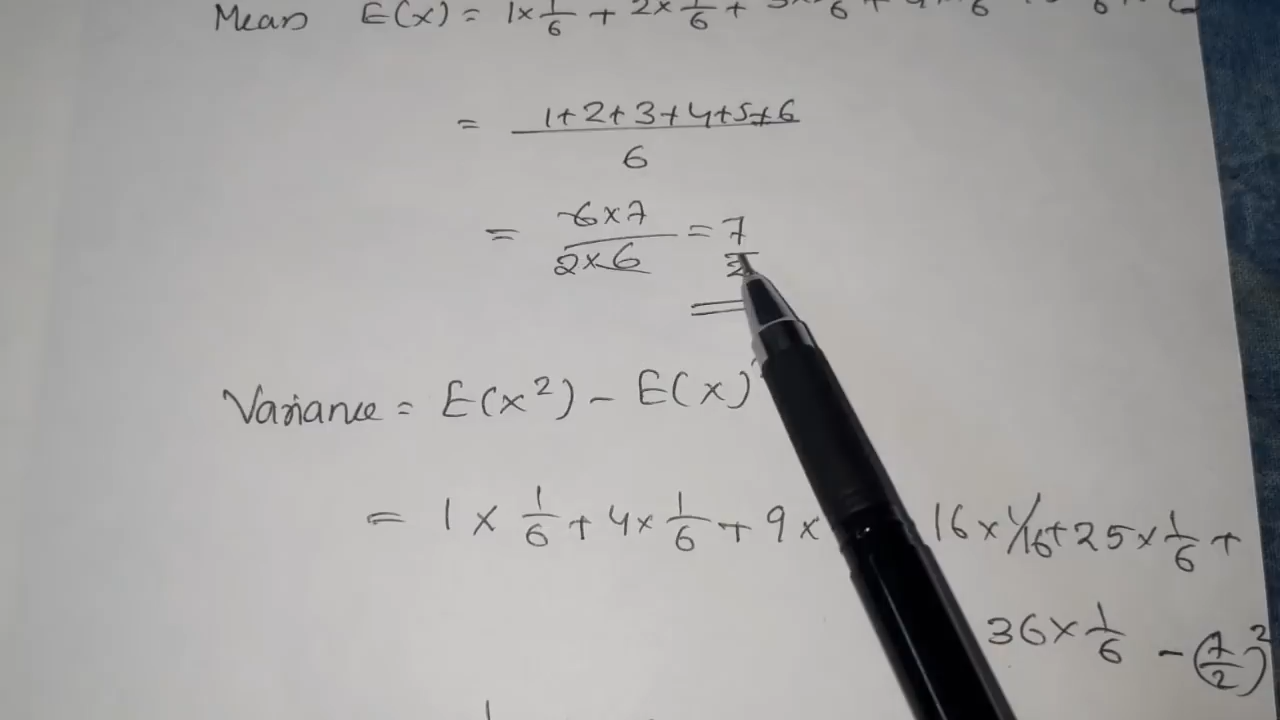 Mean E(x) = 1×1/6 + 2×1/6 +
= 1+2+3+4+5+6 / 6
= 6×7 / 2×6 = 7/2
Variance = E(x²) - E(x)
= 1 × 1/6 + 4 × 1/6 + 9 × 16 × 1/6 + 25 × 1/6 +
36 × 1/6 - (7/2)²